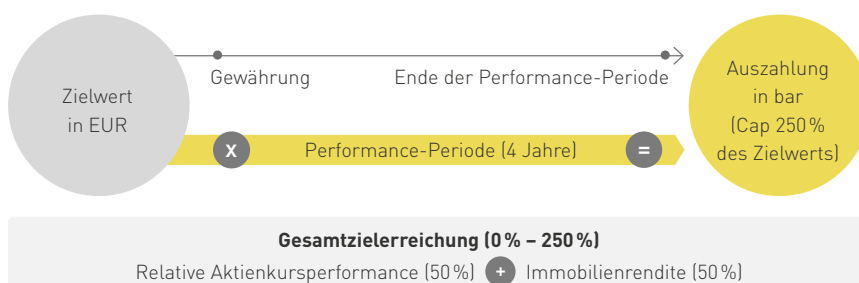 Zielwert
in EUR
Gewährung
Ende der Performance-Periode
x
Performance-Periode (4 Jahre)
=
Auszahlung
in bar
(Cap 250 %
des Zielwerts)
Gesamtzielerreichung (0 % – 250 %)
Relative Aktienkursperformance (50 %) + Immobilienrendite (50 %)